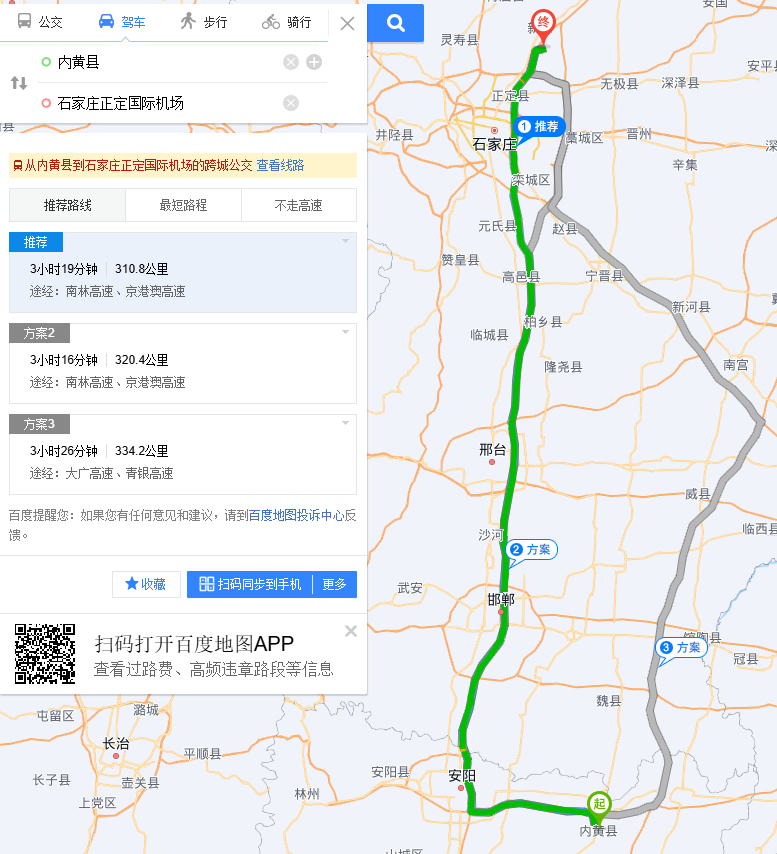 公交
驾车
步行
骑行
内黄县
石家庄正定国际机场
从内黄县到石家庄正定国际机场的跨城公交 查看线路
推荐路线
最短路程
不走高速
推荐
3小时19分钟 310.8公里
途经：南林高速、京港澳高速
方案2
3小时16分钟 320.4公里
途经：南林高速、京港澳高速
方案3
3小时26分钟 334.2公里
途经：大广高速、青银高速
百度提醒您：如果您有任何意见和建议，请到百度地图投诉中心反
馈。
收藏
扫码同步到手机
更多
扫码打开百度地图APP
查看过路费、高频违章路段等信息
安国
灵寿县
终
安平县
无极县
深泽县
正定县
1 推荐
井陉县
石家庄
藁城区
晋州
辛集
栾城区
元氏县
赵县
赞皇县
高邑县
宁晋县
新河县
柏乡县
临城县
隆尧县
南宫
邢台
威县
沙河
临西县
2 方案
武安
邯郸
馆陶县
3 方案
冠县
魏县
屯留区
潞城
长治
平顺县
长子县
壶关县
上党区
安阳县
安阳
林州
起
内黄县